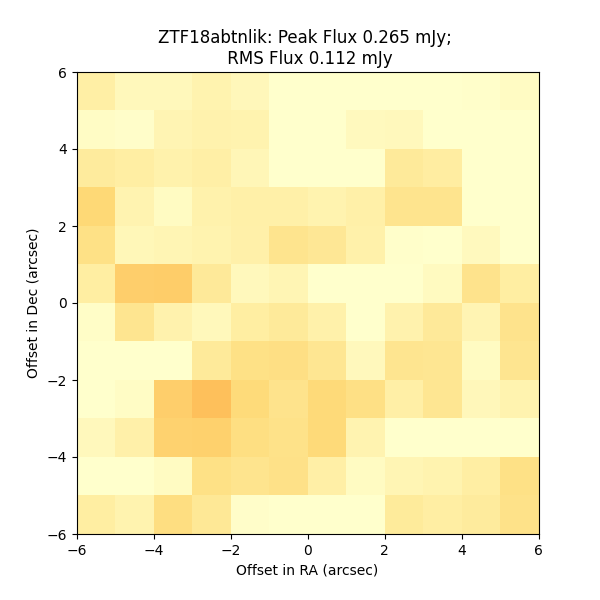 ZTF18abtnlik: Peak Flux 0.265 mJy;
RMS Flux 0.112 mJy
6
4
2
0
−2
−4
−6
Offset in Dec (arcsec)
−6 −4 −2 0 2 4 6
Offset in RA (arcsec)